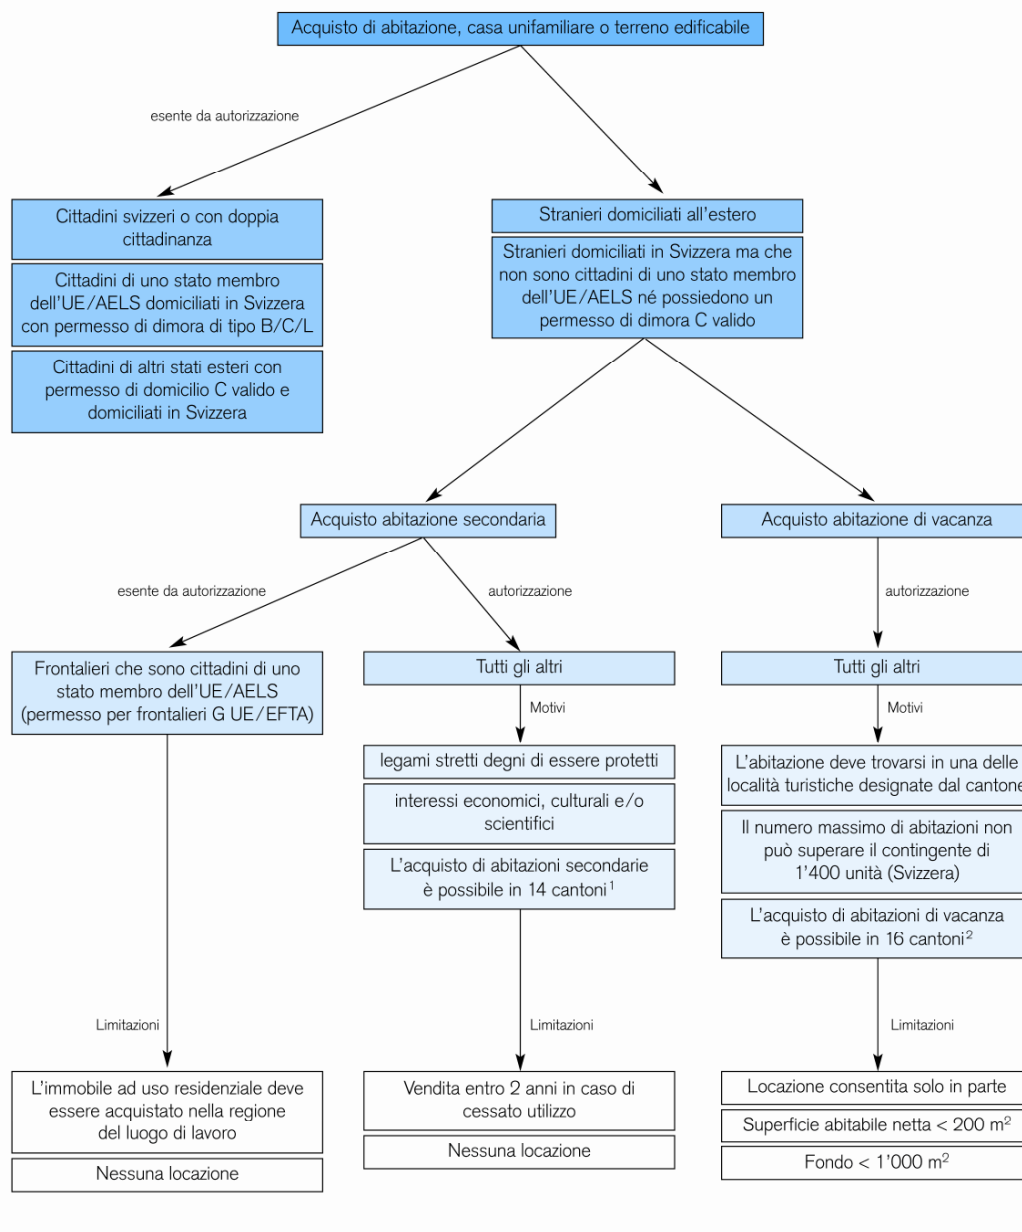 Acquisto di abitazione, casa unifamiliare o terreno edificabile
esente da autorizzazione
Cittadini svizzeri o con doppia
cittadinanza
Cittadini di uno stato membro
dell'UE/AELS domiciliati in Svizzera
con permesso di dimora di tipo B/C/L
Cittadini di altri stati esteri con
permesso di domicilio C valido e
domiciliati in Svizzera
Stranieri domiciliati all'estero
Stranieri domiciliati in Svizzera ma che
non sono cittadini di uno stato membro
dell'UE/AELS né possiedono un
permesso di dimora C valido
Acquisto abitazione secondaria
esente da autorizzazione
Frontalieri che sono cittadini di uno
stato membro dell'UE/AELS
(permesso per frontalieri G UE/EFTA)
Limitazioni
L'immobile ad uso residenziale deve
essere acquistato nella regione
del luogo di lavoro
Nessuna locazione
autorizzazione
Tutti gli altri
Motivi
legami stretti degni di essere protetti
interessi economici, culturali e/o
scientifici
L'acquisto di abitazioni secondarie
è possibile in 14 cantoni¹
Limitazioni
Vendita entro 2 anni in caso di
cessato utilizzo
Nessuna locazione
Acquisto abitazione di vacanza
autorizzazione
Tutti gli altri
Motivi
L'abitazione deve trovarsi in una delle
località turistiche designate dal cantone
Il numero massimo di abitazioni non
può superare il contingente di
1'400 unità (Svizzera)
L'acquisto di abitazioni di vacanza
è possibile in 16 cantoni²
Limitazioni
Locazione consentita solo in parte
Superficie abitabile netta < 200 m²
Fondo < 1'000 m²